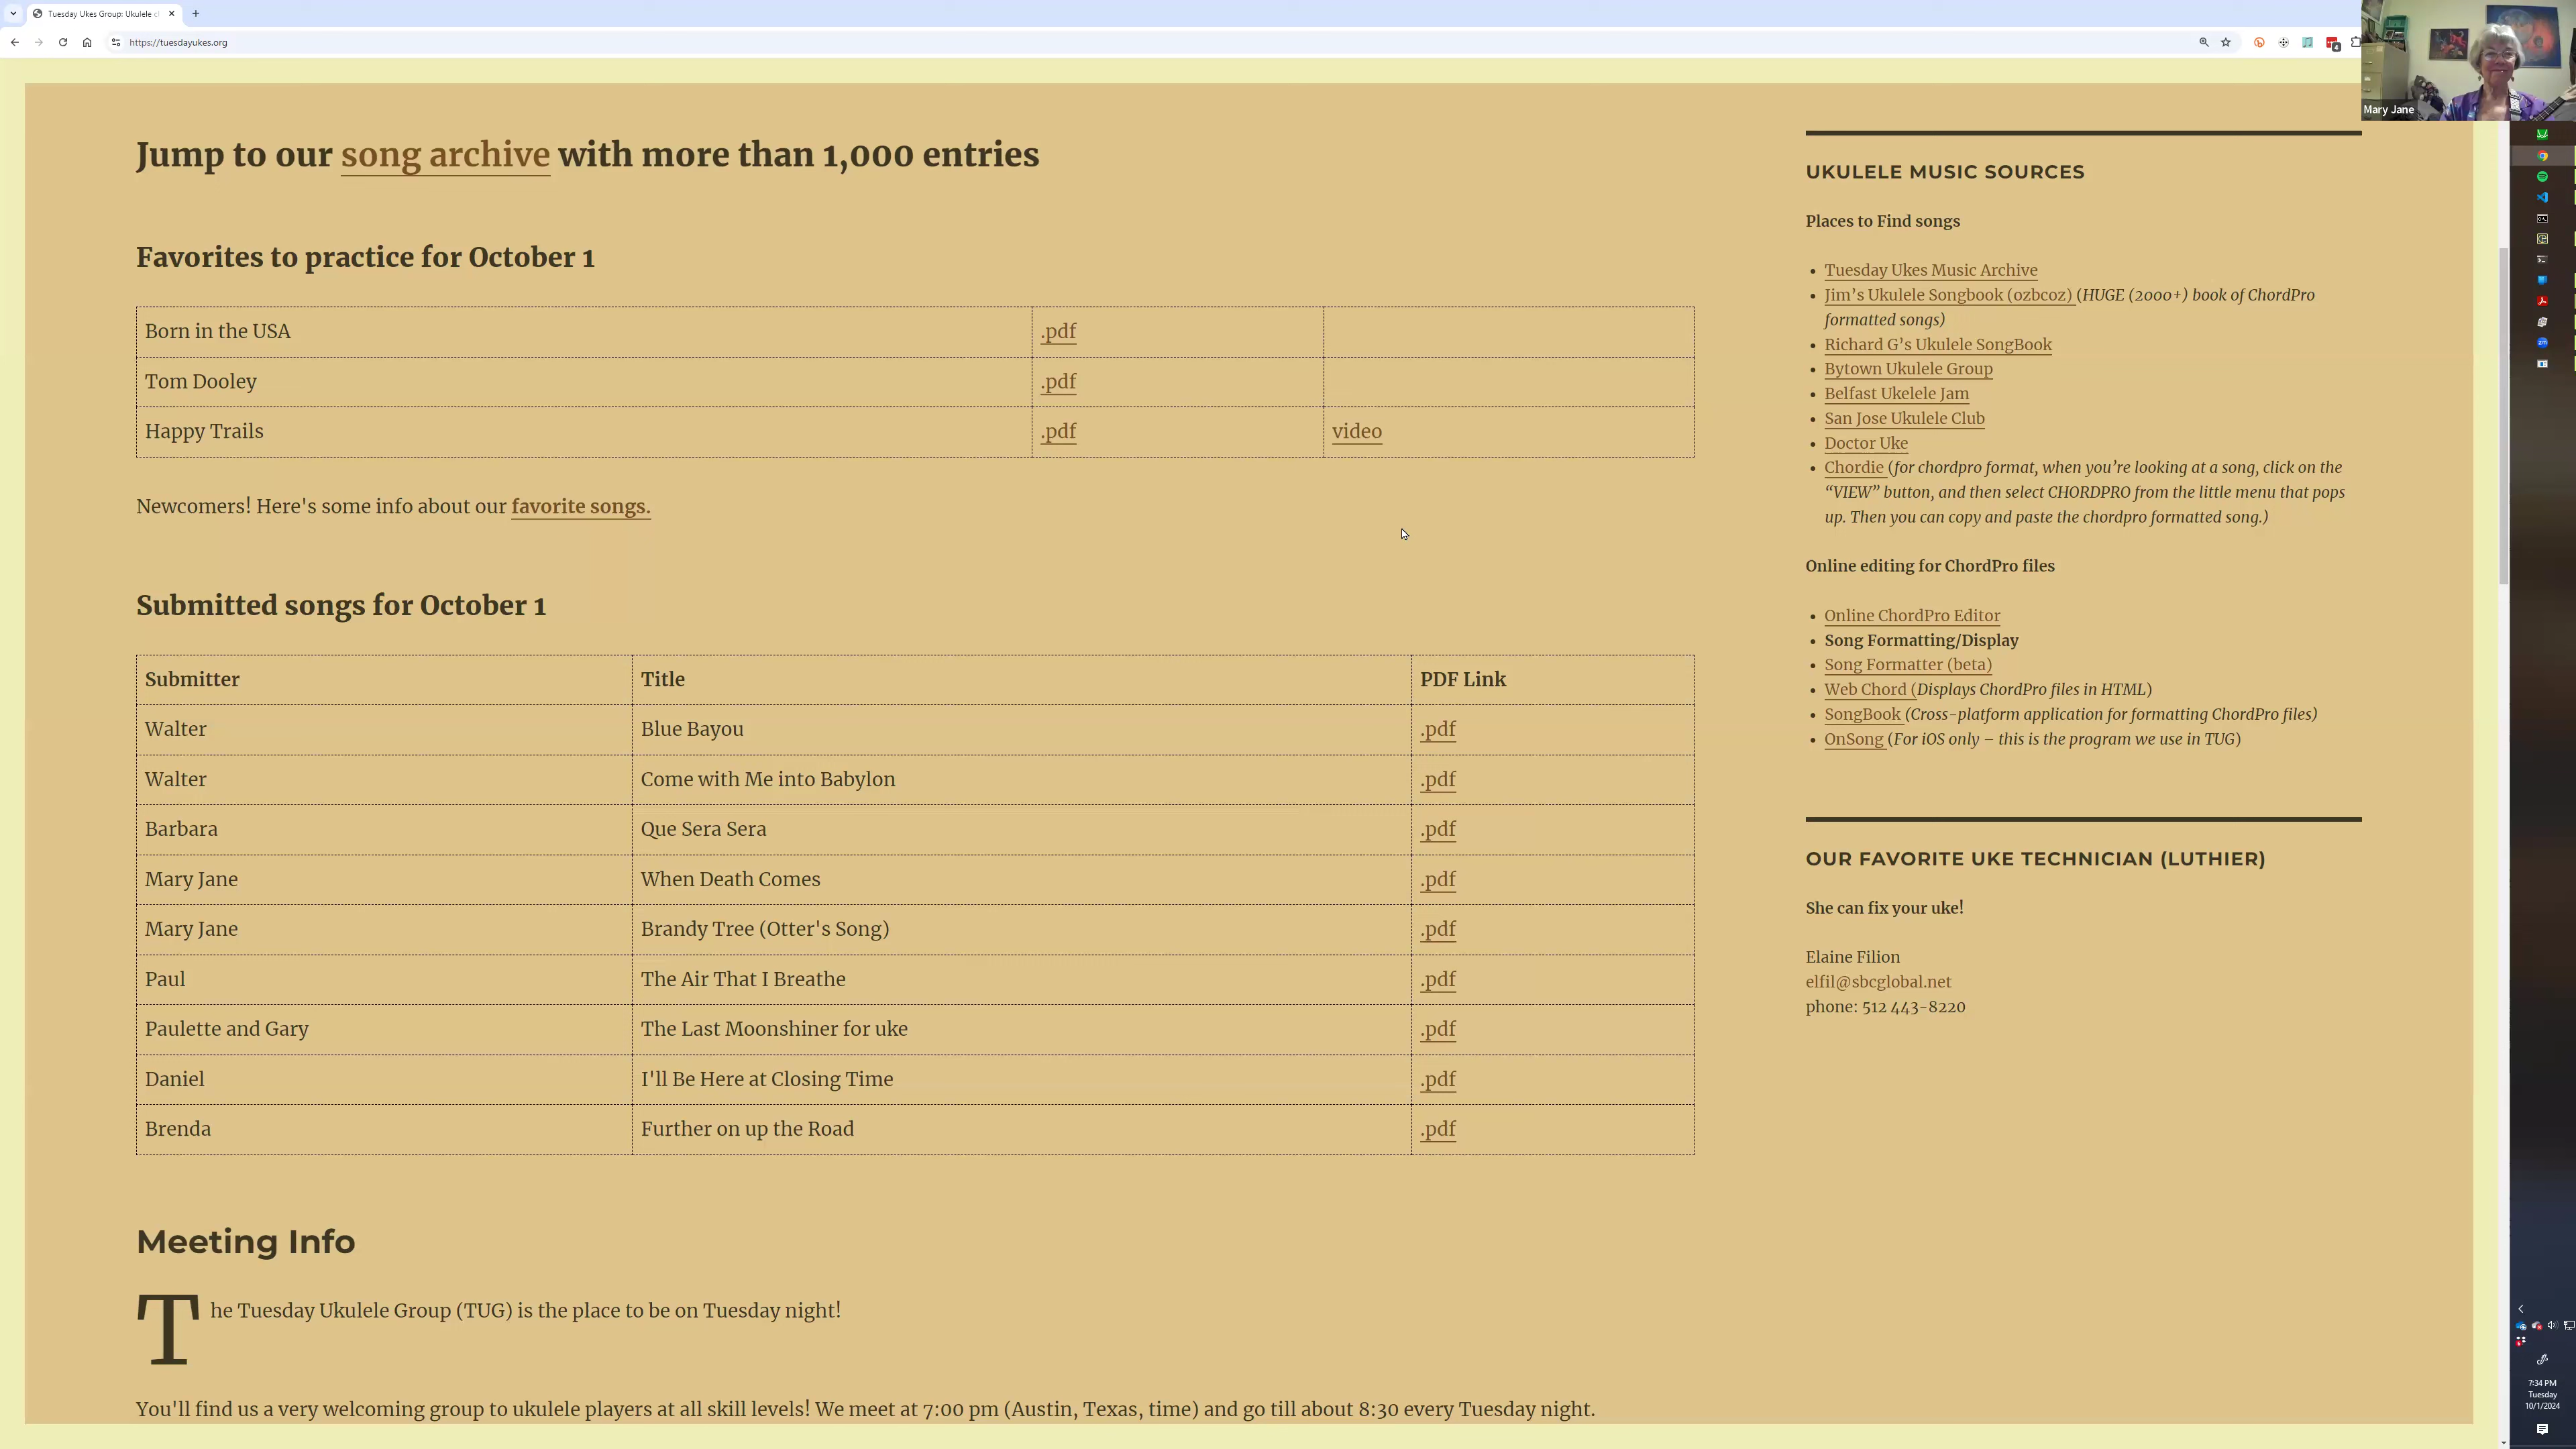 Tuesday Ukes Group: Ukulele cl
https://tuesdayukes.org
Mary Jane
Jump to our song archive with more than 1,000 entries
Favorites to practice for October 1
Born in the USA .pdf
Tom Dooley .pdf
Happy Trails .pdf video
Newcomers! Here's some info about our favorite songs.
Submitted songs for October 1
Submitter Title PDF Link
Walter Blue Bayou .pdf
Walter Come with Me into Babylon .pdf
Barbara Que Sera Sera .pdf
Mary Jane When Death Comes .pdf
Mary Jane Brandy Tree (Otter's Song) .pdf
Paul The Air That I Breathe .pdf
Paulette and Gary The Last Moonshiner for uke .pdf
Daniel I'll Be Here at Closing Time .pdf
Brenda Further on up the Road .pdf
Meeting Info
The Tuesday Ukulele Group (TUG) is the place to be on Tuesday night!
You'll find us a very welcoming group to ukulele players at all skill levels! We meet at 7:00 pm (Austin, Texas, time) and go till about 8:30 every Tuesday night.
UKULELE MUSIC SOURCES
Places to Find songs
• Tuesday Ukes Music Archive
• Jim’s Ukulele Songbook (ozbcoz) (HUGE (2000+) book of ChordPro
formatted songs)
• Richard G’s Ukulele SongBook
• Bytown Ukulele Group
• Belfast Ukelele Jam
• San Jose Ukulele Club
• Doctor Uke
• Chordie (for chordpro format, when you’re looking at a song, click on the
“VIEW” button, and then select CHORDPRO from the little menu that pops
up. Then you can copy and paste the chordpro formatted song.)
Online editing for ChordPro files
• Online ChordPro Editor
• Song Formatting/Display
• Song Formatter (beta)
• Web Chord (Displays ChordPro files in HTML)
• SongBook (Cross-platform application for formatting ChordPro files)
• OnSong (For iOS only – this is the program we use in TUG)
OUR FAVORITE UKE TECHNICIAN (LUTHIER)
She can fix your uke!
Elaine Filion
elfil@sbcglobal.net
phone: 512 443-8220
7:34 PM
Tuesday
10/1/2024